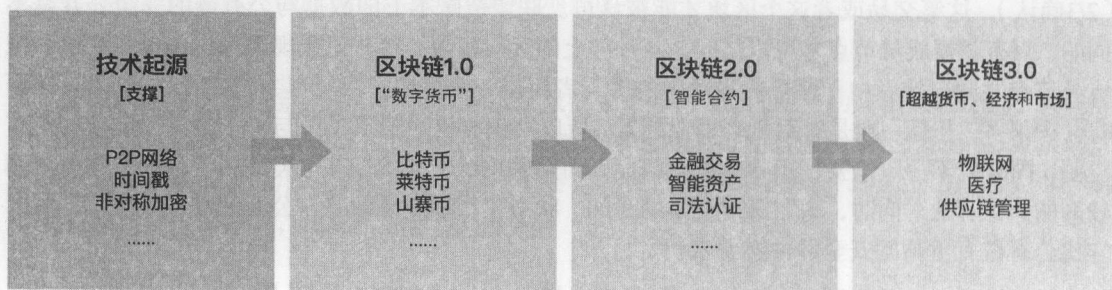 技术起源
[支撑]
P2P网络
时间戳
非对称加密
……
区块链1.0
[“数字货币”]
比特币
莱特币
山寨币
……
区块链2.0
[智能合约]
金融交易
智能资产
司法认证
……
区块链3.0
[超越货币、经济和市场]
物联网
医疗
供应链管理